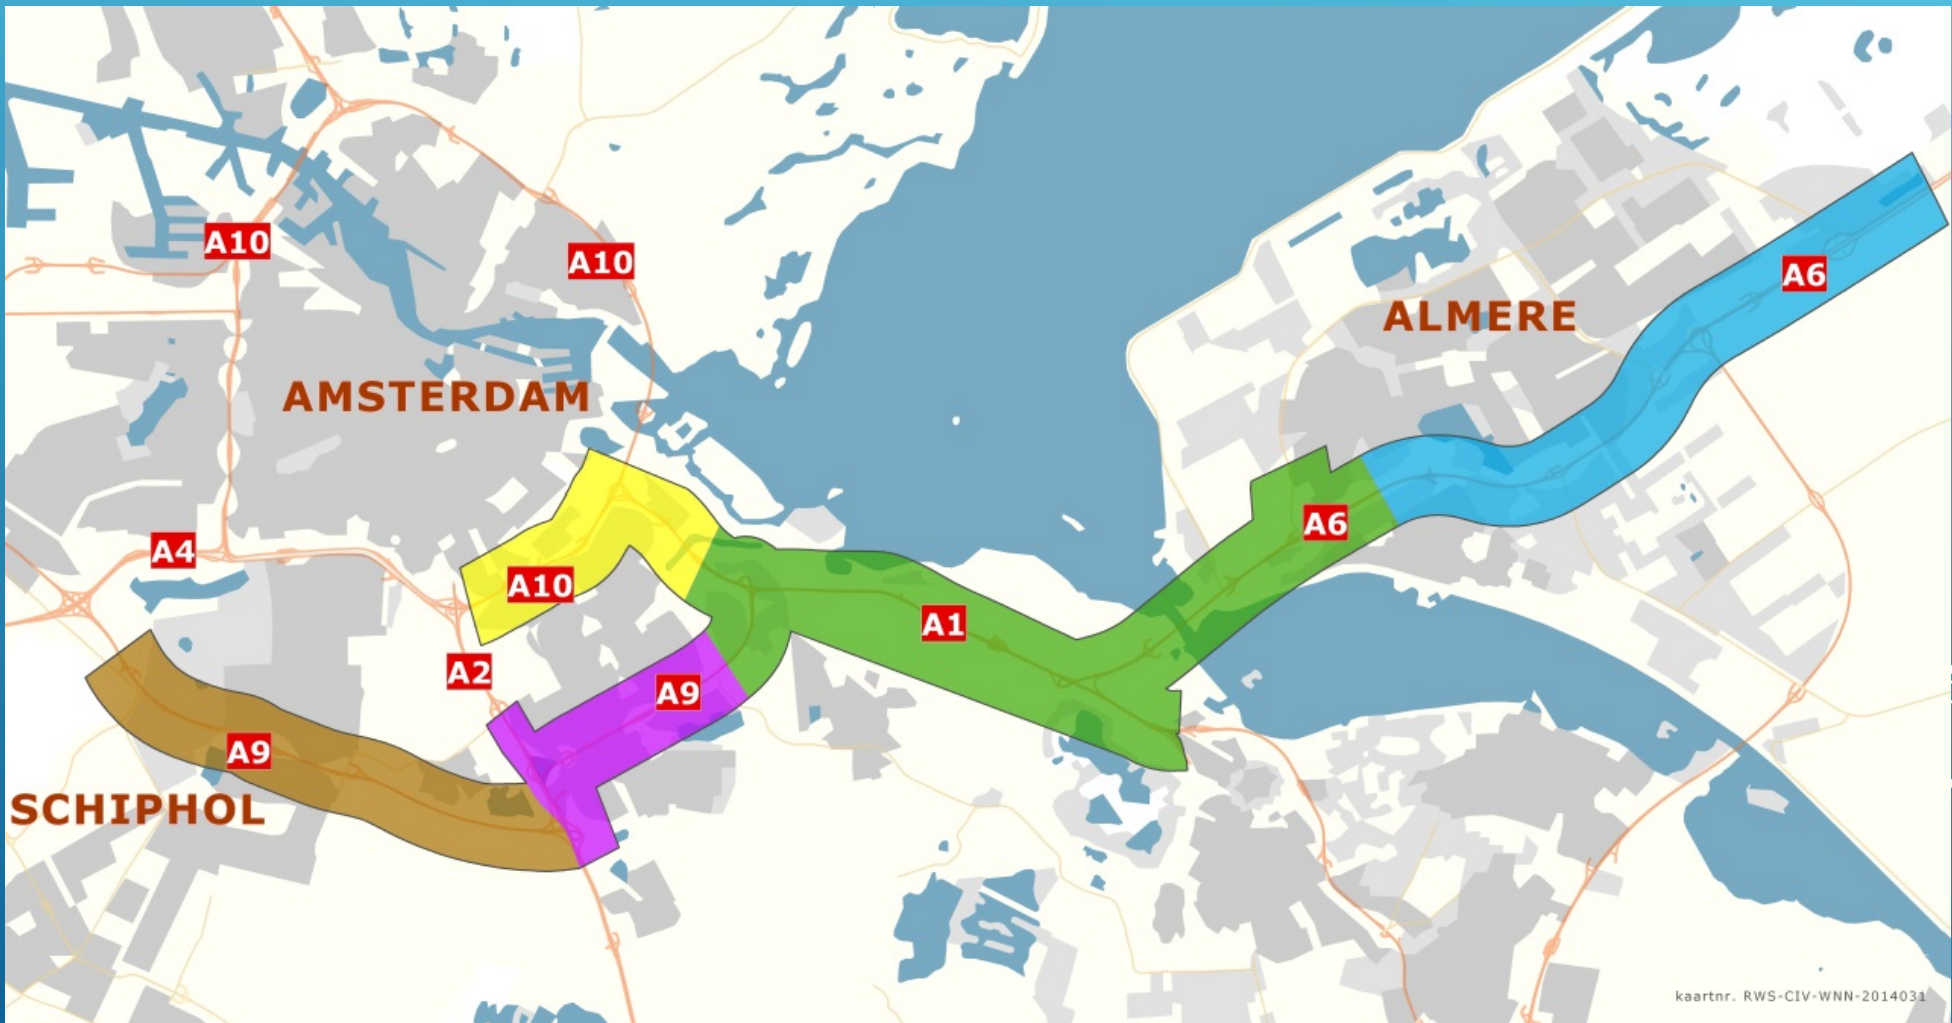 A10
A10
A6
ALMERE
AMSTERDAM
A4
A6
A10
A1
A2
A9
A9
SCHIPHOL
kaartnr. RWS-CIV-WNN-2014031